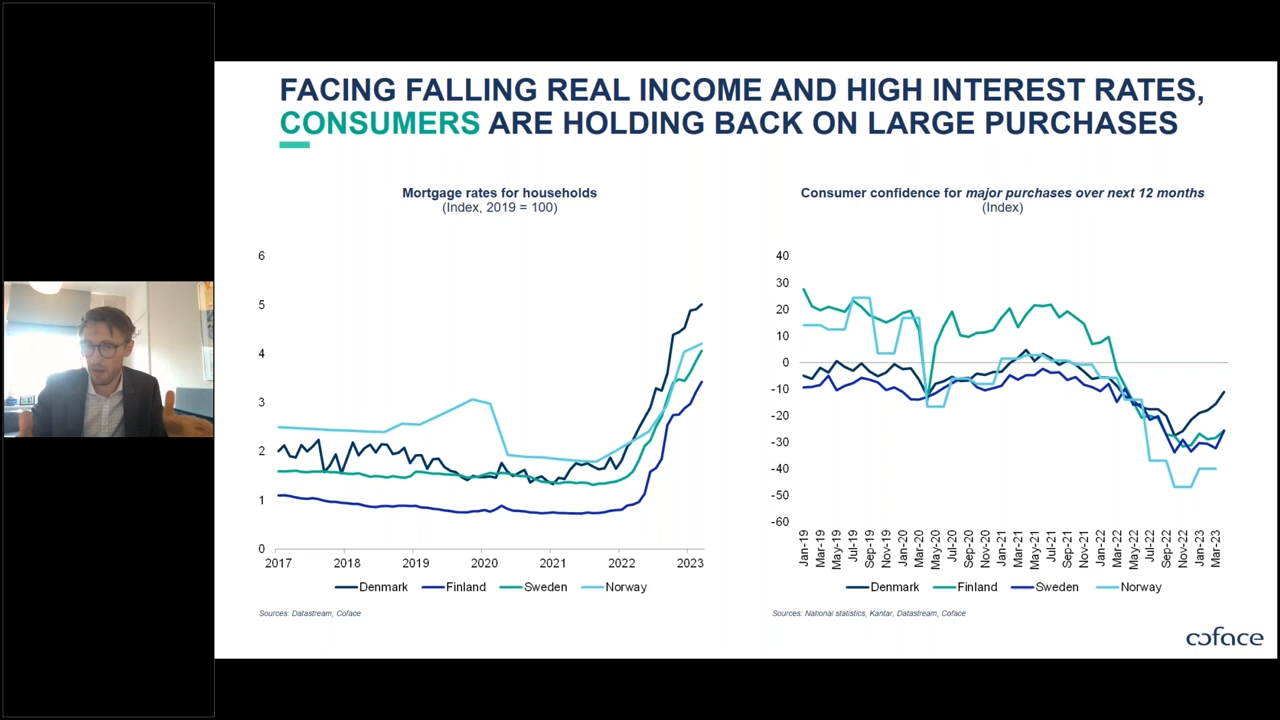 FACING FALLING REAL INCOME AND HIGH INTEREST RATES,
CONSUMERS ARE HOLDING BACK ON LARGE PURCHASES
Mortgage rates for households
(Index, 2019 = 100)
6
5
4
3
2
1
0
2017 2018 2019 2020 2021 2022 2023
Denmark Finland Sweden Norway
Sources: Datastream, Coface
Consumer confidence for major purchases over next 12 months
(Index)
40
30
20
10
0
-10
-20
-30
-40
-50
-60
Jan-19 Mar-19 May-19 Jul-19 Sep-19 Nov-19 Jan-20 Mar-20 May-20 Jul-20 Sep-20 Nov-20 Jan-21 Mar-21 May-21 Jul-21 Sep-21 Nov-21 Jan-22 Mar-22 May-22 Jul-22 Sep-22 Nov-22 Jan-23 Mar-23
Denmark Finland Sweden Norway
Sources: National statistics, Kantar, Datastream, Coface
coface